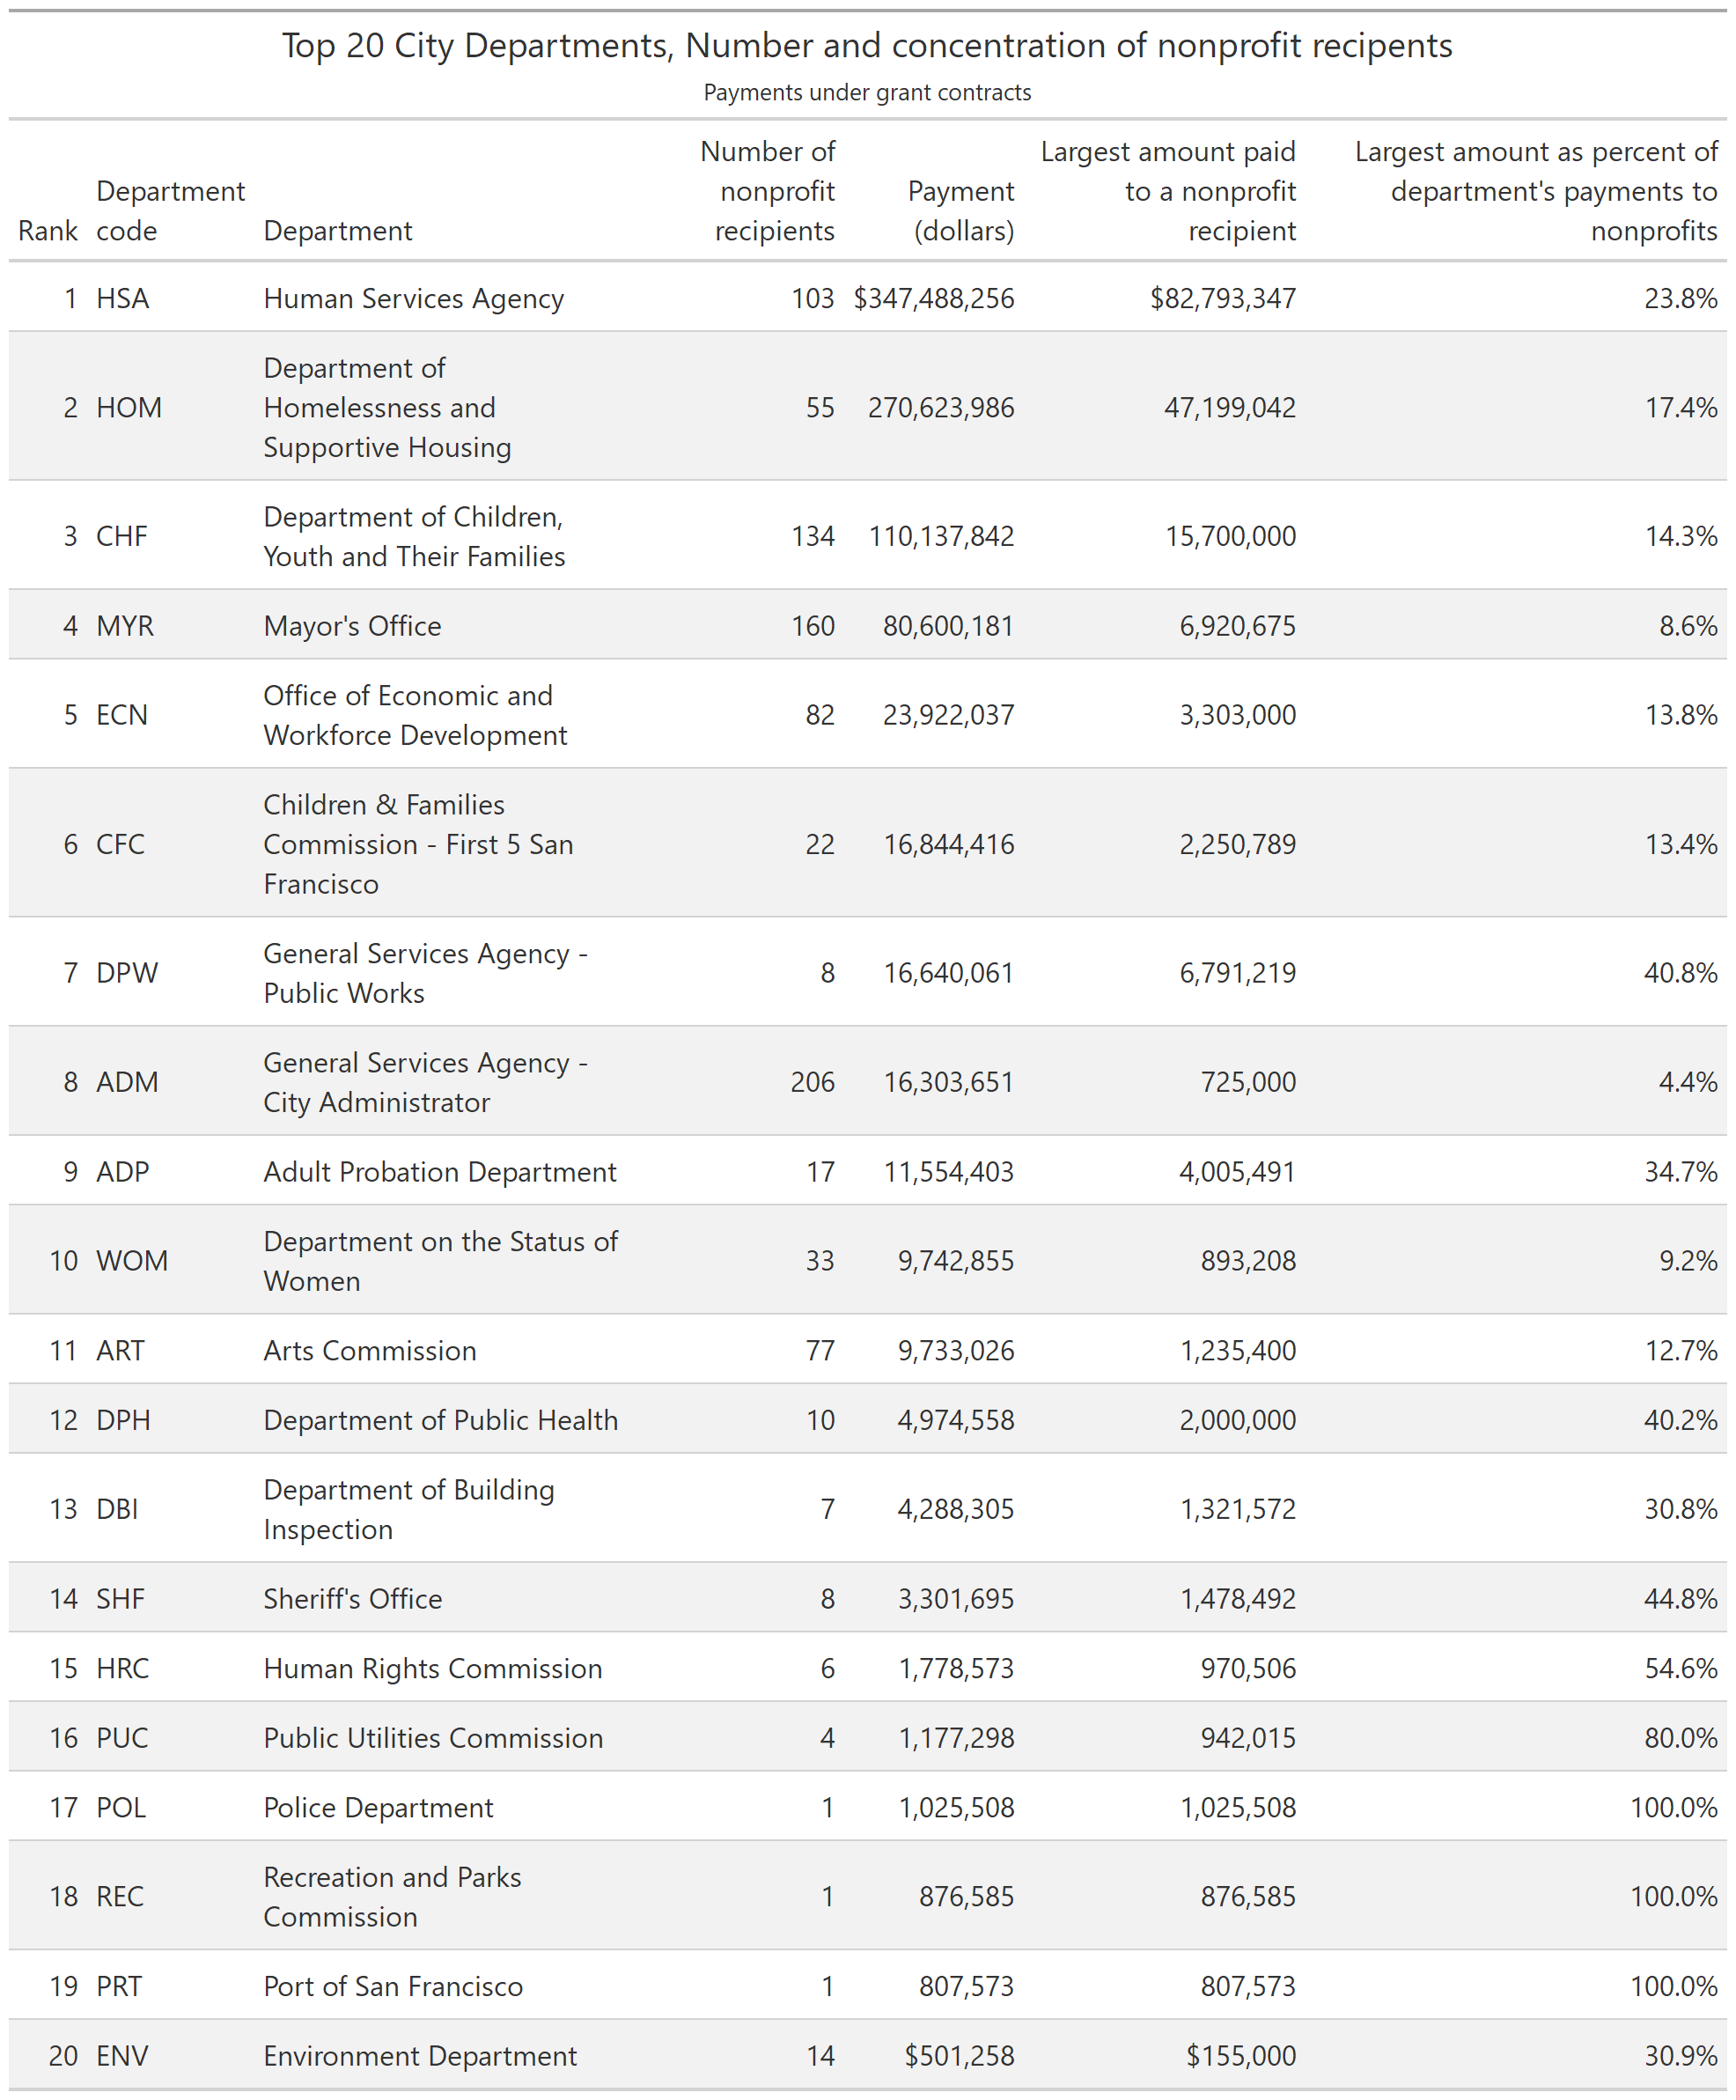 Top 20 City Departments, Number and concentration of nonprofit recipents
Payments under grant contracts
Rank Department code Department Number of nonprofit recipients Payment (dollars) Largest amount paid to a nonprofit recipient Largest amount as percent of department's payments to nonprofits
1 HSA Human Services Agency 103 $347,488,256 $82,793,347 23.8%
2 HOM Department of Homelessness and Supportive Housing 55 270,623,986 47,199,042 17.4%
3 CHF Department of Children, Youth and Their Families 134 110,137,842 15,700,000 14.3%
4 MYR Mayor's Office 160 80,600,181 6,920,675 8.6%
5 ECN Office of Economic and Workforce Development 82 23,922,037 3,303,000 13.8%
6 CFC Children & Families Commission - First 5 San Francisco 22 16,844,416 2,250,789 13.4%
7 DPW General Services Agency - Public Works 8 16,640,061 6,791,219 40.8%
8 ADM General Services Agency - City Administrator 206 16,303,651 725,000 4.4%
9 ADP Adult Probation Department 17 11,554,403 4,005,491 34.7%
10 WOM Department on the Status of Women 33 9,742,855 893,208 9.2%
11 ART Arts Commission 77 9,733,026 1,235,400 12.7%
12 DPH Department of Public Health 10 4,974,558 2,000,000 40.2%
13 DBI Department of Building Inspection 7 4,288,305 1,321,572 30.8%
14 SHF Sheriff's Office 8 3,301,695 1,478,492 44.8%
15 HRC Human Rights Commission 6 1,778,573 970,506 54.6%
16 PUC Public Utilities Commission 4 1,177,298 942,015 80.0%
17 POL Police Department 1 1,025,508 1,025,508 100.0%
18 REC Recreation and Parks Commission 1 876,585 876,585 100.0%
19 PRT Port of San Francisco 1 807,573 807,573 100.0%
20 ENV Environment Department 14 $501,258 $155,000 30.9%